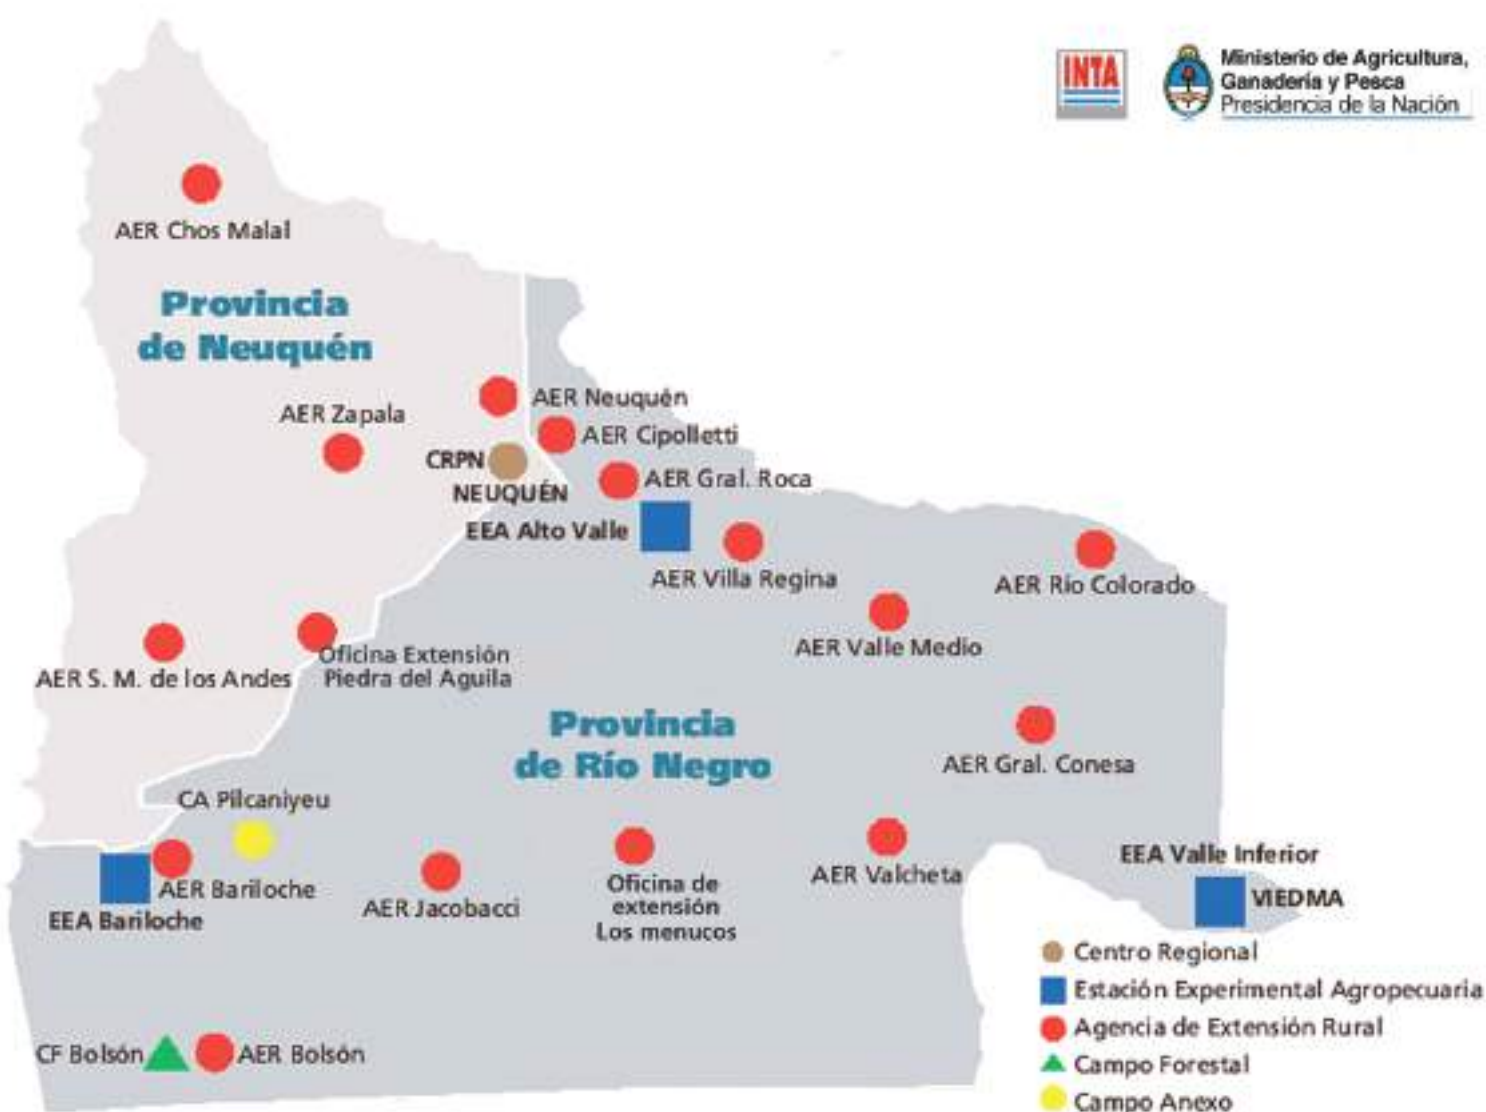 INTA
Ministerio de Agricultura,
Ganadería y Pesca
Presidencia de la Nación
AER Chos Malal
Provincia
de Neuquén
AER Neuquén
AER Zapala
AER Cipolletti
CRPN
NEUQUÉN
AER Gral. Roca
EEA Alto Valle
AER Villa Regina
AER Río Colorado
AER Valle Medio
Oficina Extensión
Piedra del Aguila
AER S. M. de los Andes
Provincia
de Río Negro
AER Gral. Conesa
CA Pilcaniyeu
AER Bariloche
EEA Bariloche
AER Jacobacci
Oficina de
extensión
Los menucos
AER Valcheta
EEA Valle Inferior
VIEDMA
CF Bolsón
AER Bolsón
Centro Regional
Estación Experimental Agropecuaria
Agencia de Extensión Rural
Campo Forestal
Campo Anexo